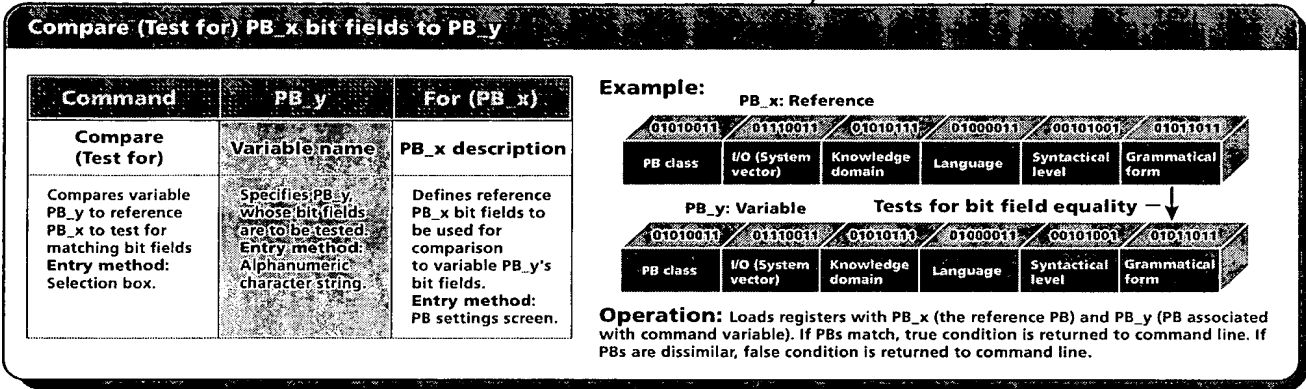 Compare (Test for) PB_x bit fields to PB_y
Command
PB_y
For (PB_x)
Compare
(Test for)
Variable name
PB_x description
Compares variable
PB_y to reference
PB_x to test for
matching bit fields
Entry method:
Selection box.
Specifies PB_y
whose bit fields
are to be tested.
Entry method:
Alphanumeric
character string.
Defines reference
PB_x bit fields to
be used for
comparison
to variable PB_y's
bit fields.
Entry method:
PB settings screen.
Example:
PB_x: Reference
01010011 01110011 01010111 01000011 00101001 01011011
PB class
I/O (System
vector)
Knowledge
domain
Language
Syntactical
level
Grammatical
form
PB_y: Variable
Tests for bit field equality
01010011 01110011 01010111 01000011 00101001 01011011
PB class
I/O (System
vector)
Knowledge
domain
Language
Syntactical
level
Grammatical
form
Operation: Loads registers with PB_x (the reference PB) and PB_y (PB associated
with command variable). If PBs match, true condition is returned to command line. If
PBs are dissimilar, false condition is returned to command line.